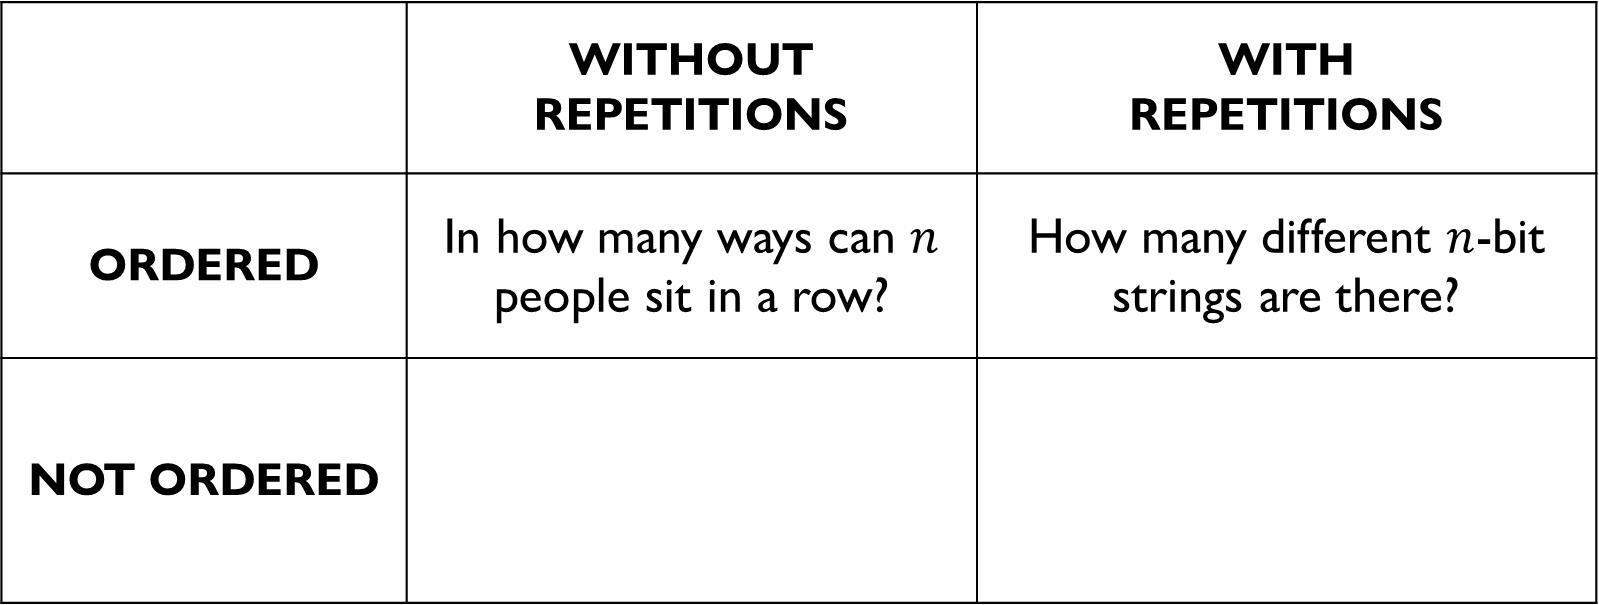 WITHOUT
REPETITIONS
WITH
REPETITIONS
ORDERED
In how many ways can n
people sit in a row?
How many different n-bit
strings are there?
NOT ORDERED